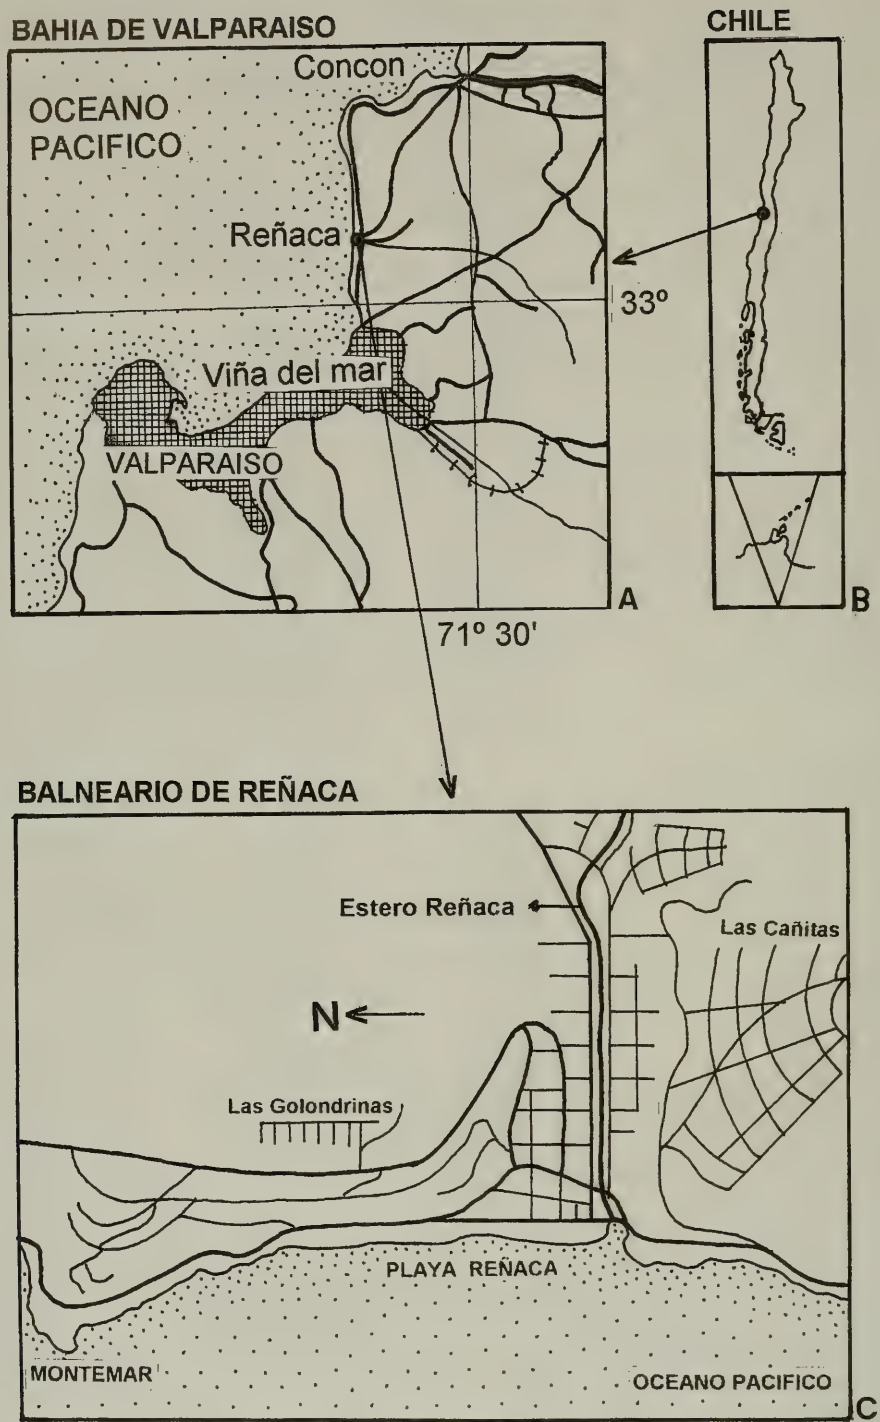 BAHIA DE VALPARAISO
CHILE
Concon
OCEANO
PACIFICO
Reñaca
33º
Viña del mar
VALPARAISO
A
B
71º 30'
BALNEARIO DE REÑACA
Estero Reñaca
Las Cañitas
N
Las Golondrinas
PLAYA REÑACA
MONTEMAR
OCEANO PACIFICO
C